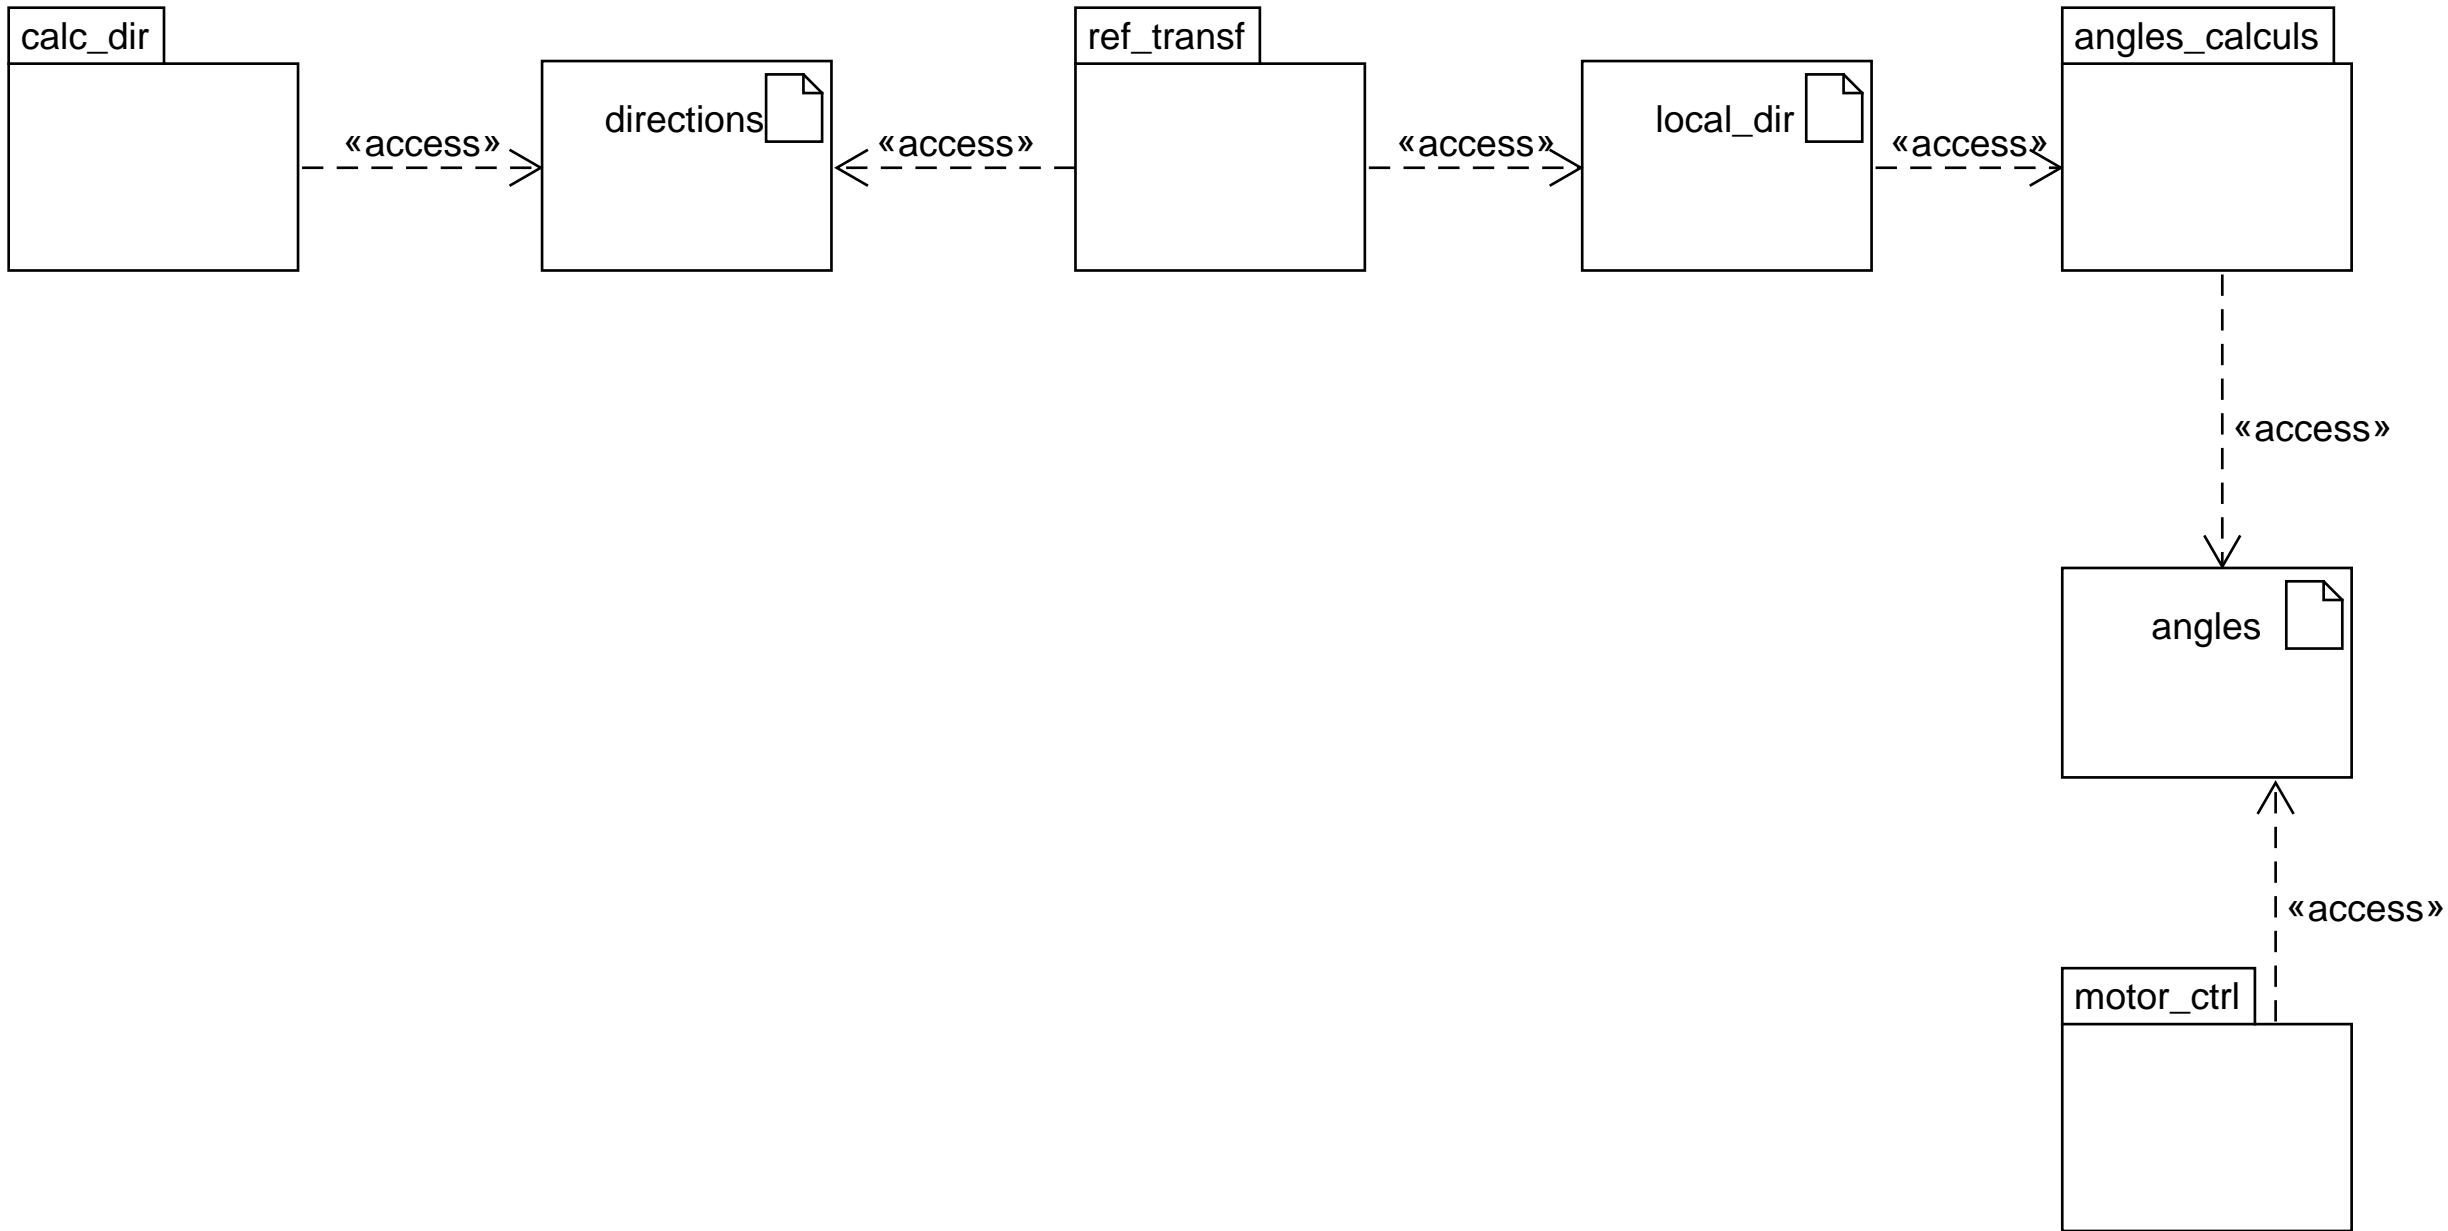 calc_dir
ref_transf
angles_calculs
directions
local_dir
«access»
«access»
«access»
«access»
«access»
angles
«access»
motor_ctrl